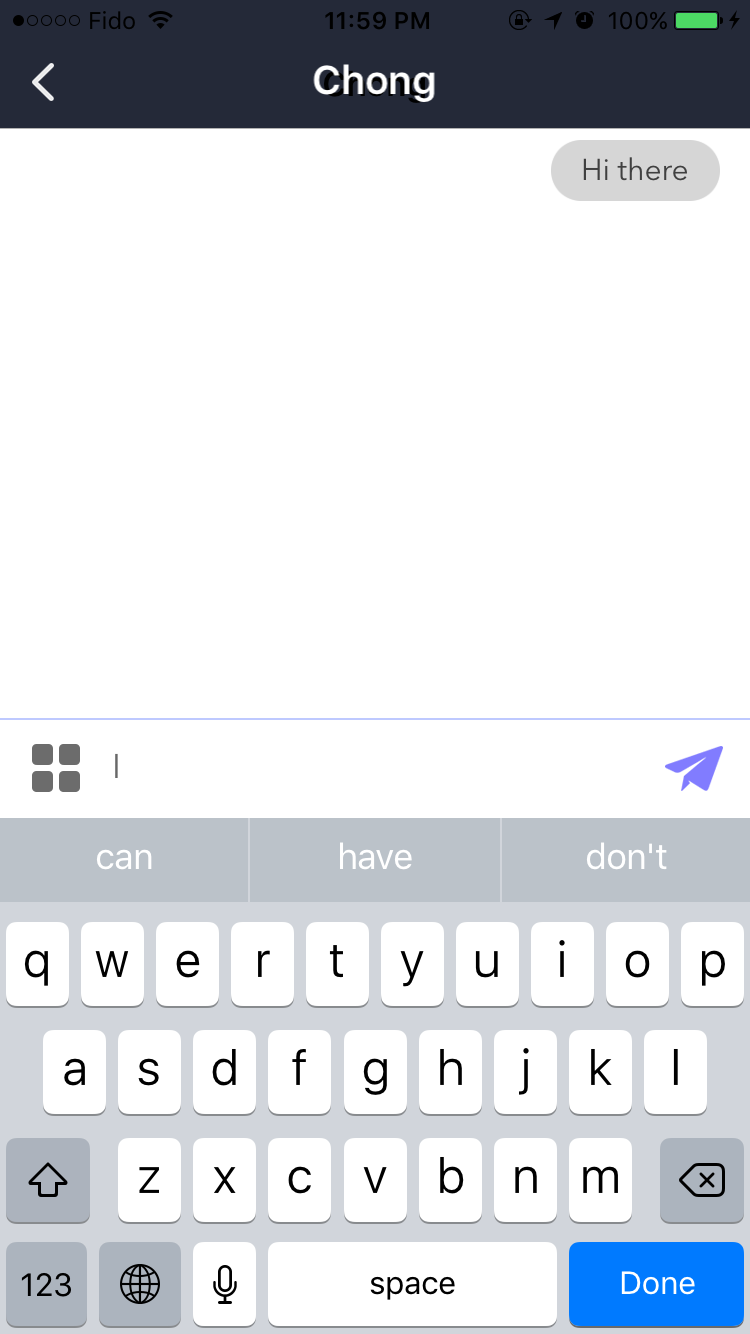 Fido 11:59 PM 100%
Chong
Hi there
I
can have don't
q w e r t y u i o p
a s d f g h j k l
z x c v b n m
123 space Done